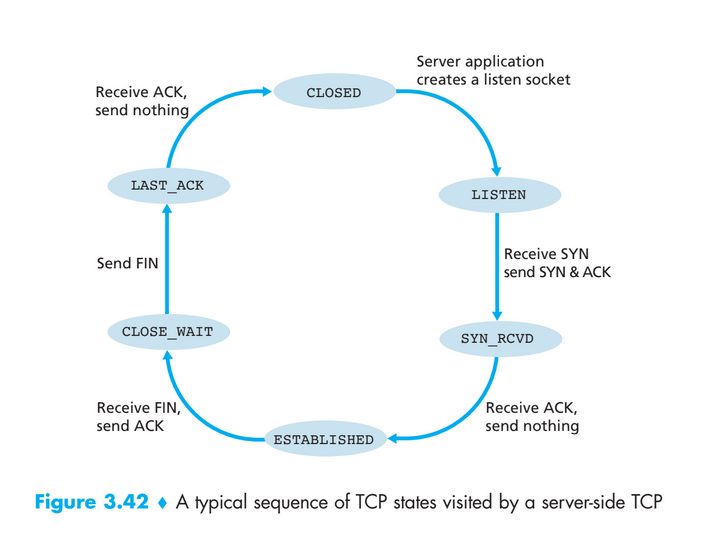 Server application
creates a listen socket
CLOSED
Receive ACK,
send nothing
LAST_ACK
LISTEN
Send FIN
Receive SYN
send SYN & ACK
CLOSE_WAIT
SYN_RCVD
Receive FIN,
send ACK
Receive ACK,
send nothing
ESTABLISHED
Figure 3.42 ♦ A typical sequence of TCP states visited by a server-side TCP